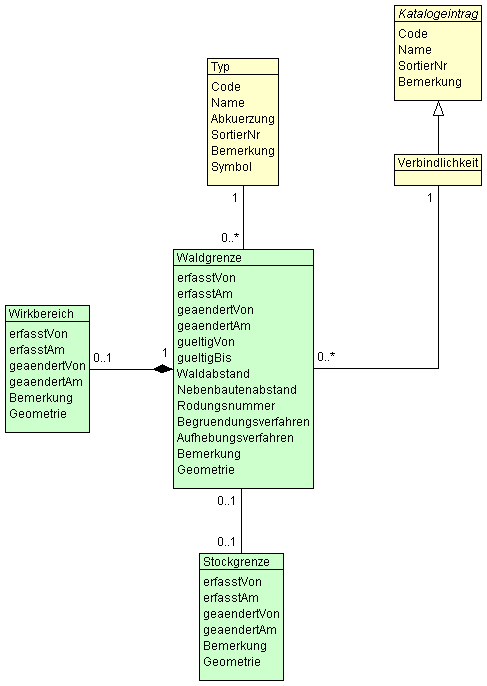 Katalogeintrag
Code
Name
SortierNr
Bemerkung
Typ
Code
Name
Abkuerzung
SortierNr
Bemerkung
Symbol
Verbindlichkeit
1
1
0..*
Waldgrenze
erfasstVon
erfasstAm
geaendertVon
geaendertAm
gueltigVon
gueltigBis
Waldabstand
Nebenbautenabstand
Rodungsnummer
Begruendungsverfahren
Aufhebungsverfahren
Bemerkung
Geometrie
Wirkbereich
erfasstVon
erfasstAm
geaendertVon
geaendertAm
Bemerkung
Geometrie
0..1
1
0..*
0..1
0..1
Stockgrenze
erfasstVon
erfasstAm
geaendertVon
geaendertAm
Bemerkung
Geometrie